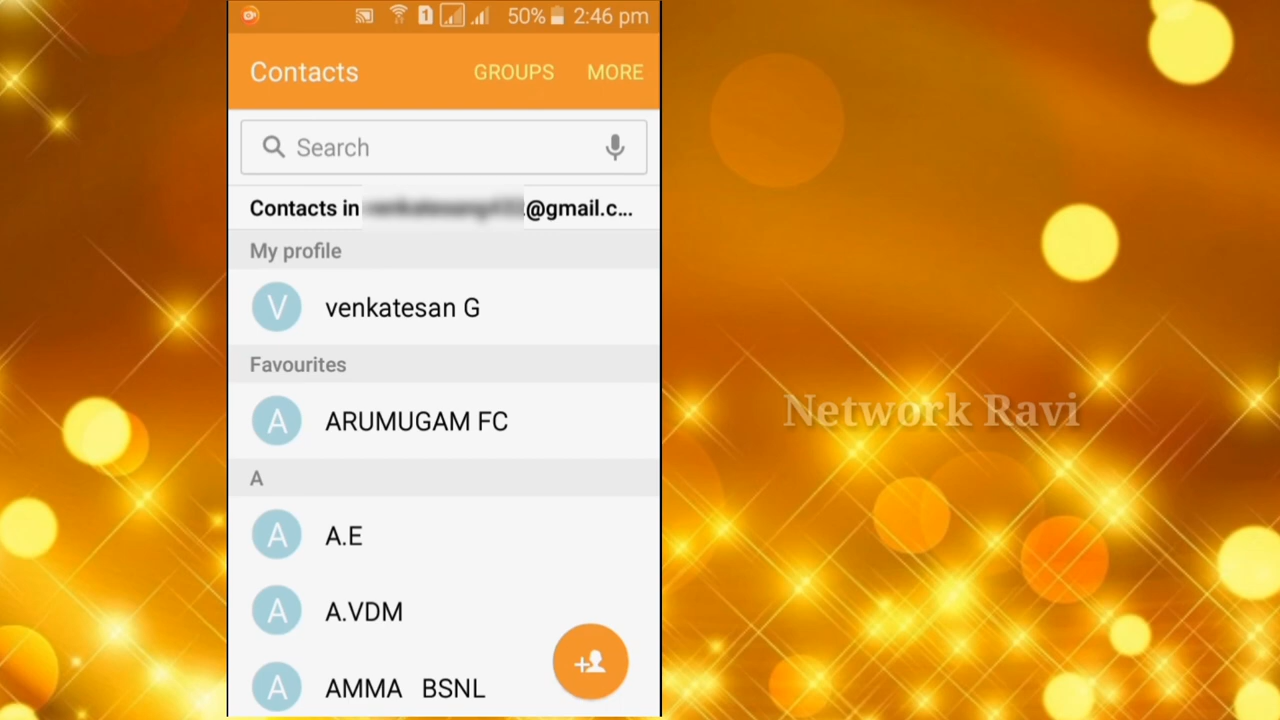 1 50% 2:46 pm
Contacts GROUPS MORE
Search
Contacts in @gmail.c...
My profile
V venkatesan G
Favourites
A ARUMUGAM FC
A
A A.E
A A.VDM
A AMMA BSNL
Network Ravi